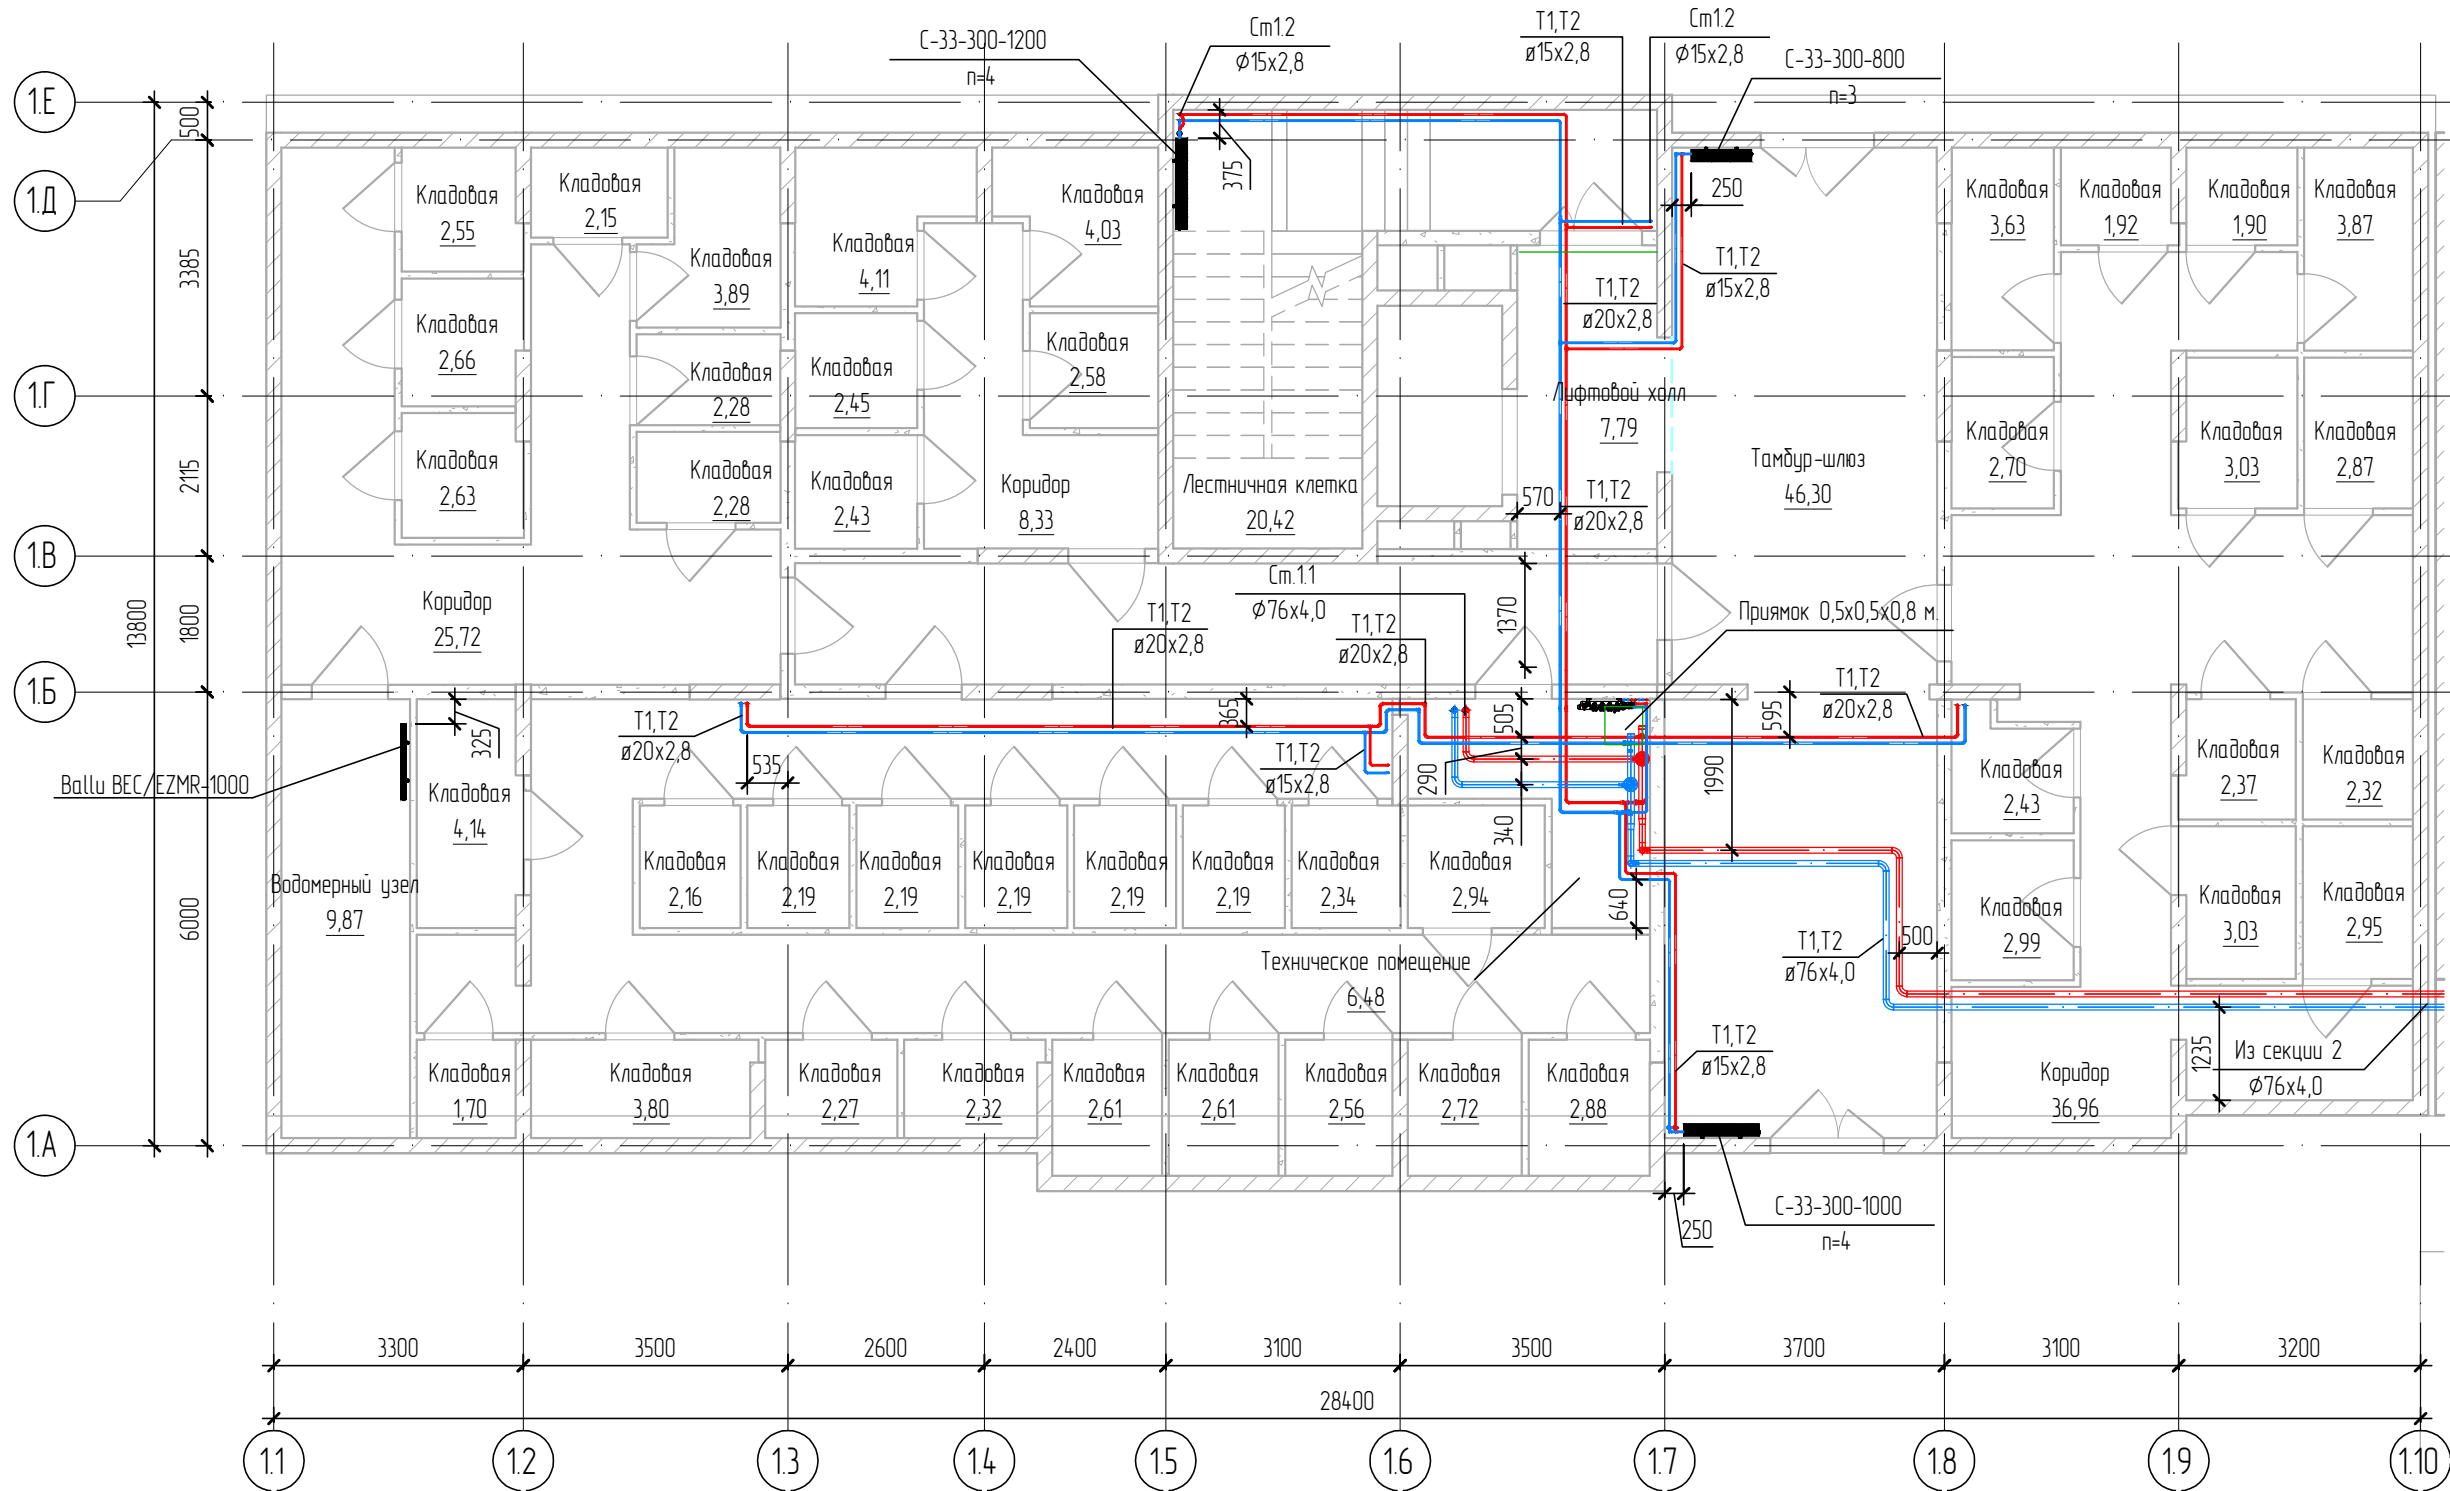 С-33-300-1200
n=4
Ст1.2
Ø15х2,8
Т1,Т2
ø15х2,8
Ст1.2
Ø15х2,8
С-33-300-800
n=3
1.Е
1.Д
1.Г
1.В
1.Б
1.А
500
3385
2115
1800
6000
13800
Кладовая
2,55
Кладовая
2,15
Кладовая
3,89
Кладовая
4,11
Кладовая
4,03
375
250
Кладовая
3,63
Кладовая
1,92
Кладовая
1,90
Кладовая
3,87
Т1,Т2
ø15х2,8
Т1,Т2
ø20х2,8
Кладовая
2,66
Кладовая
2,28
Кладовая
2,45
Кладовая
2,58
Лифтовой холл
7,79
Кладовая
2,63
Кладовая
2,28
Кладовая
2,43
Коридор
8,33
Лестничная клетка
20,42
570
Т1,Т2
ø20х2,8
Тамбур-шлюз
46,30
Кладовая
2,70
Кладовая
3,03
Кладовая
2,87
Коридор
25,72
Т1,Т2
ø20х2,8
Ст.1.1
Ø76х4,0
Т1,Т2
ø20х2,8
1370
Приямок 0,5х0,5х0,8 м.
Т1,Т2
ø20х2,8
325
Т1,Т2
ø20х2,8
535
365
Т1,Т2
ø15х2,8
505
290
340
1990
595
Ballu BEC/EZMR-1000
Кладовая
4,14
Кладовая
2,43
Кладовая
2,37
Кладовая
2,32
Водомерный узел
9,87
Кладовая
2,16
Кладовая
2,19
Кладовая
2,19
Кладовая
2,19
Кладовая
2,19
Кладовая
2,19
Кладовая
2,34
Кладовая
2,94
640
Т1,Т2
ø76х4,0
500
Кладовая
2,99
Кладовая
3,03
Кладовая
2,95
Техническое помещение
6,48
Т1,Т2
ø15х2,8
1235
Из секции 2
Ø76х4,0
Кладовая
1,70
Кладовая
3,80
Кладовая
2,27
Кладовая
2,32
Кладовая
2,61
Кладовая
2,61
Кладовая
2,56
Кладовая
2,72
Кладовая
2,88
Коридор
36,96
250
С-33-300-1000
n=4
3300
3500
2600
2400
3100
3500
3700
3100
3200
28400
1.1
1.2
1.3
1.4
1.5
1.6
1.7
1.8
1.9
1.10